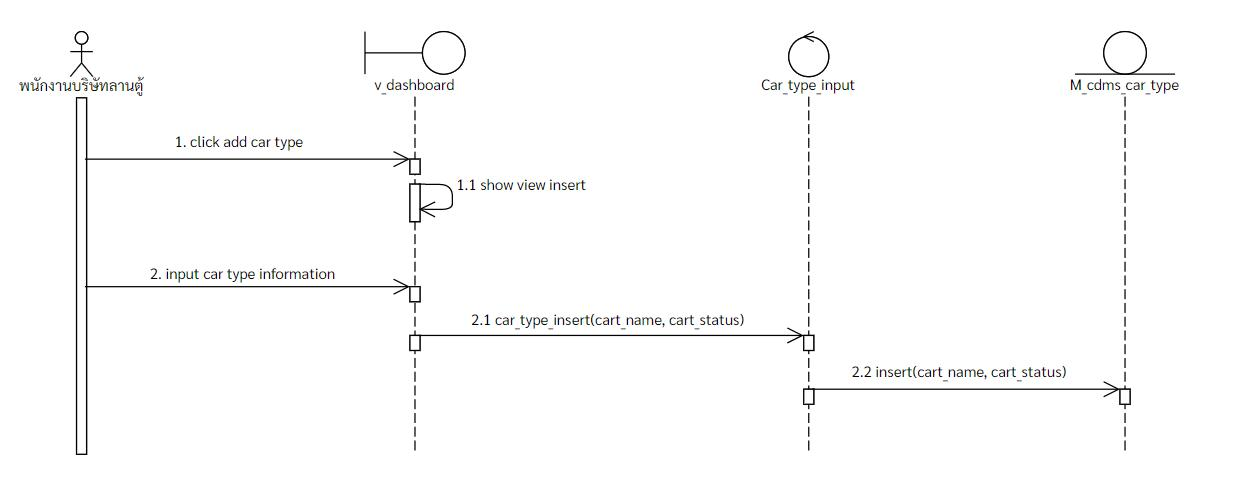 พนักงานบริษัทลานตู้
v_dashboard
Car_type_input
M_cdms_car_type
1. click add car type
1.1 show view insert
2. input car type information
2.1 car_type_insert(cart_name, cart_status)
2.2 insert(cart_name, cart_status)